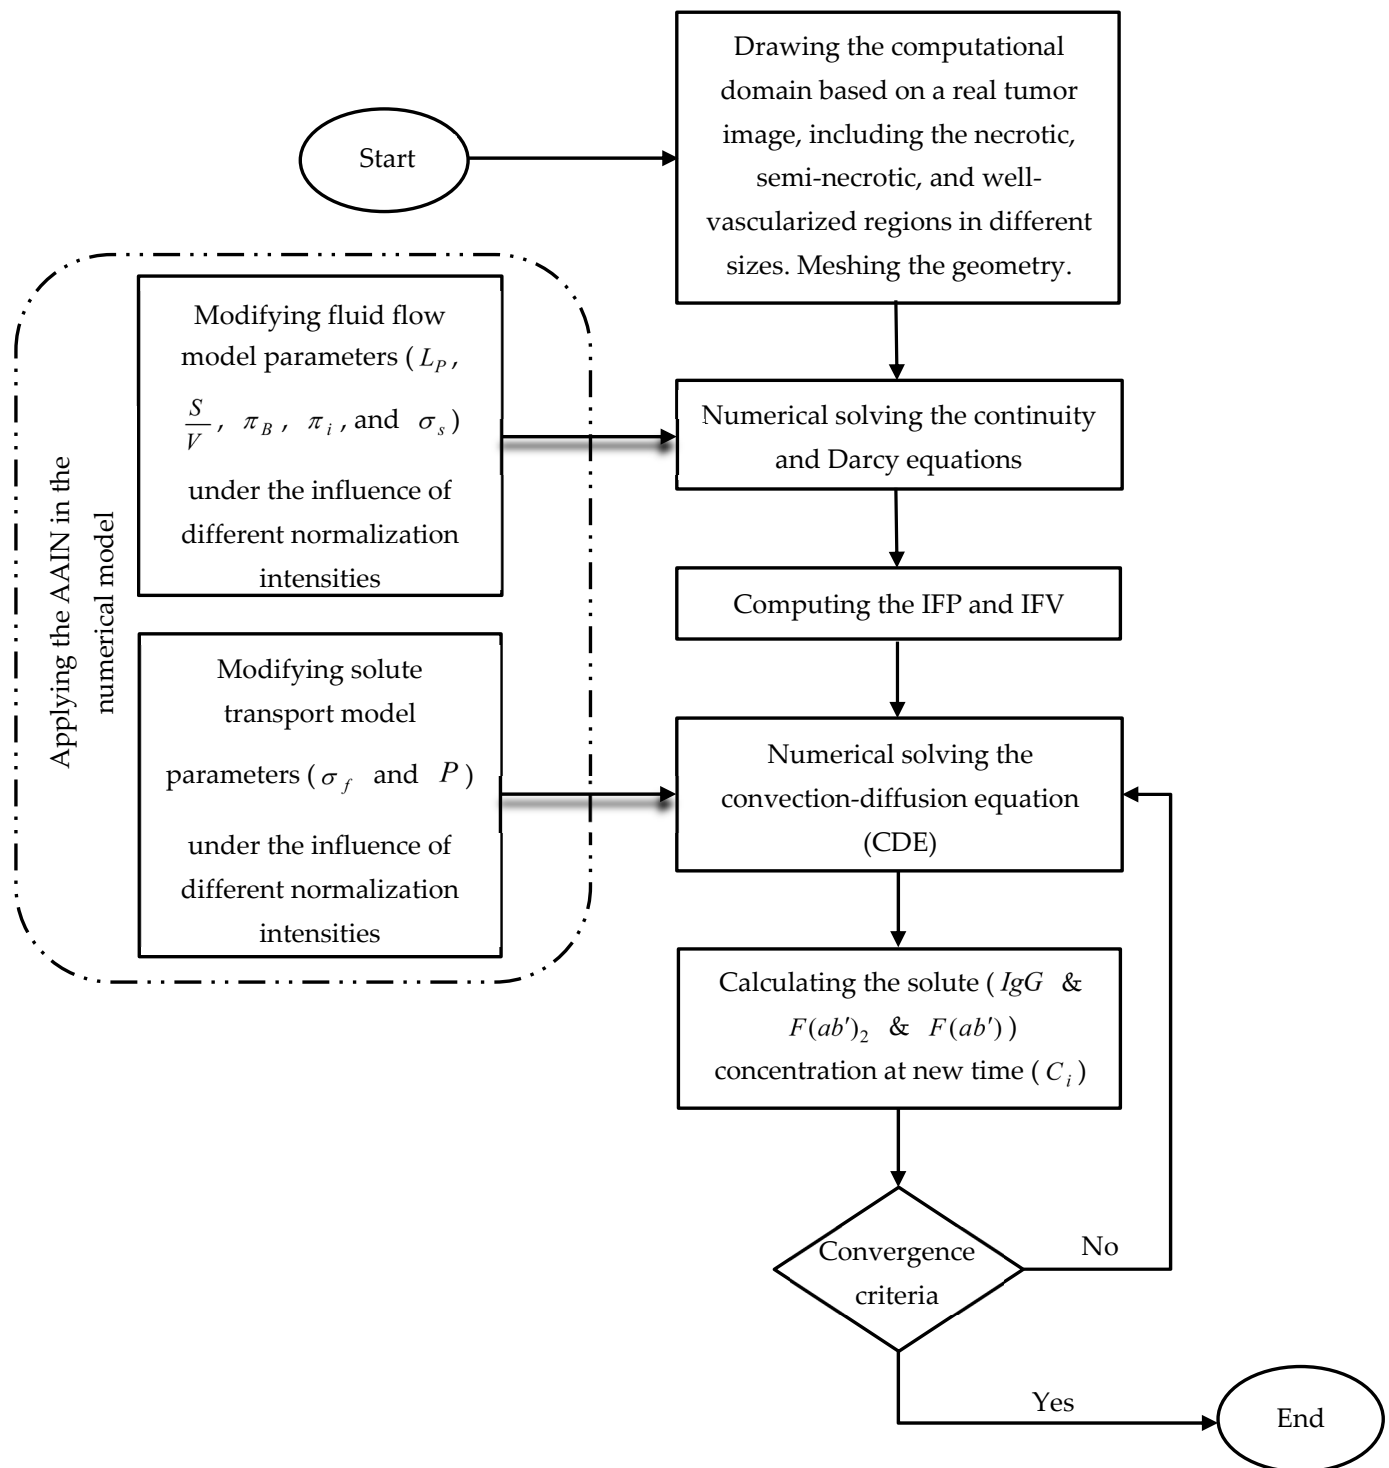 Start
Drawing the computational
domain based on a real tumor
image, including the necrotic,
semi-necrotic, and well-
vascularized regions in different
sizes. Meshing the geometry.
Applying the AAIN in the
numerical model
Modifying fluid flow
model parameters ( L_P ,
S/V , π_B , π_i , and σ_s )
under the influence of
different normalization
intensities
Numerical solving the continuity
and Darcy equations
Computing the IFP and IFV
Modifying solute
transport model
parameters ( σ_f and P )
under the influence of
different normalization
intensities
Numerical solving the
convection-diffusion equation
(CDE)
Calculating the solute ( IgG &
F(ab′)₂ & F(ab′) )
concentration at new time ( C_i )
Convergence
criteria
No
Yes
End